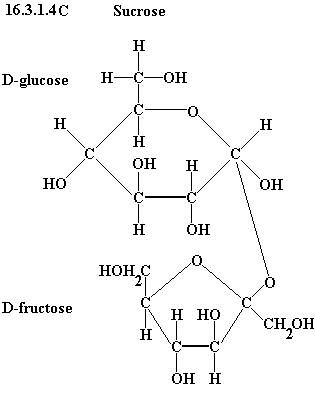 16.3.1.4C Sucrose
H
D-glucose H C OH
C O
H H H
C OH H C
HO C C OH
H OH
HOH2C O O
D-fructose C H HO C CH2OH
H C C
OH H